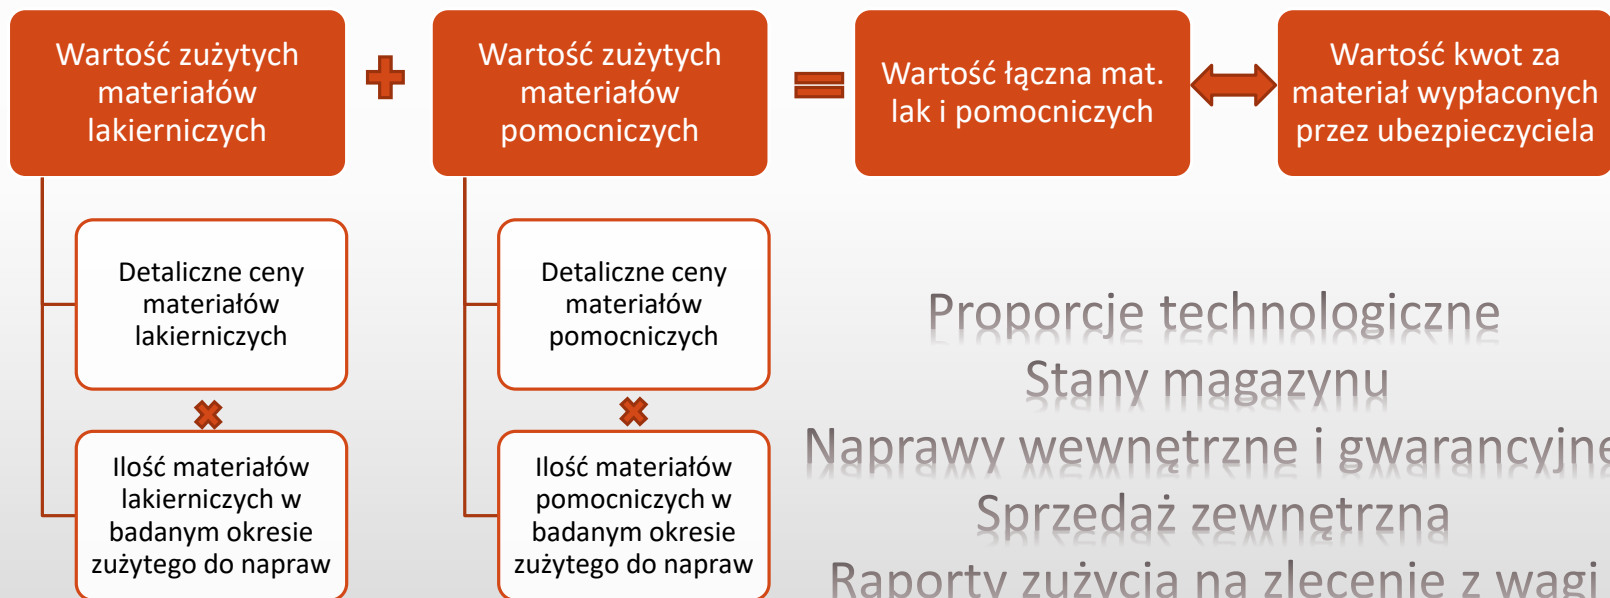 Wartość zużytych
materiałów
lakierniczych
Wartość zużytych
materiałów
pomocniczych
Wartość łączna mat.
lak i pomocniczych
Wartość kwot za
materiał wypłaconych
przez ubezpieczyciela
Detaliczne ceny
materiałów
lakierniczych
Ilość materiałów
lakierniczych w
badanym okresie
zużytego do napraw
Detaliczne ceny
materiałów
pomocniczych
Ilość materiałów
pomocniczych w
badanym okresie
zużytego do napraw
Proporcje technologiczne
Stany magazynu
Naprawy wewnętrzne i gwarancyjne
Sprzedaż zewnętrzna
Raporty zużycia na zlecenie z wagi